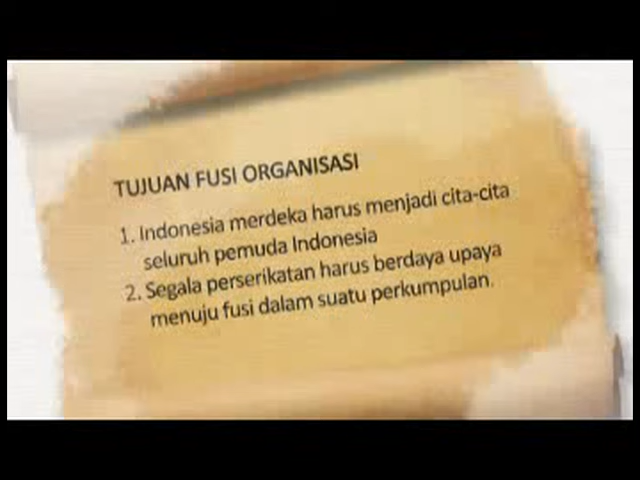 TUJUAN FUSI ORGANISASI
1. Indonesia merdeka harus menjadi cita-cita
seluruh pemuda Indonesia
2. Segala perserikatan harus berdaya upaya
menuju fusi dalam suatu perkumpulan.